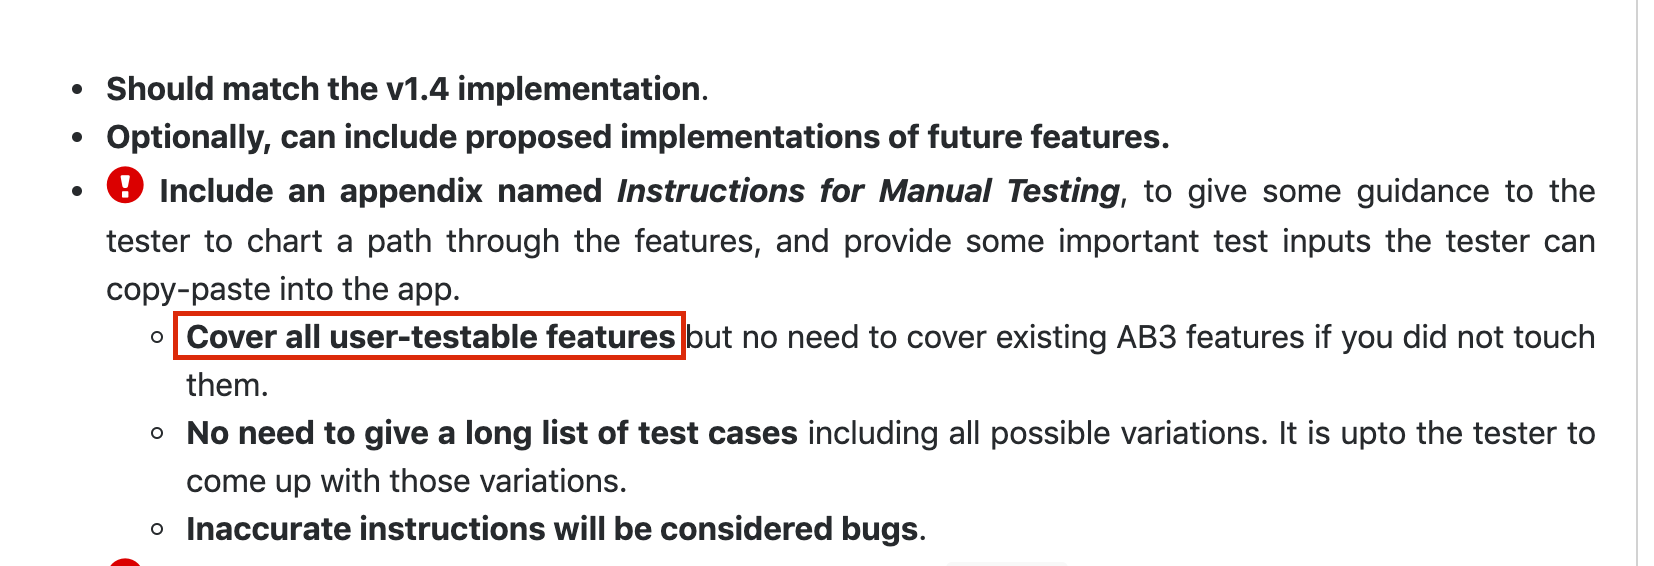 Should match the v1.4 implementation.
Optionally, can include proposed implementations of future features.
Include an appendix named Instructions for Manual Testing, to give some guidance to the
tester to chart a path through the features, and provide some important test inputs the tester can
copy-paste into the app.
Cover all user-testable features but no need to cover existing AB3 features if you did not touch
them.
No need to give a long list of test cases including all possible variations. It is upto the tester to
come up with those variations.
Inaccurate instructions will be considered bugs.